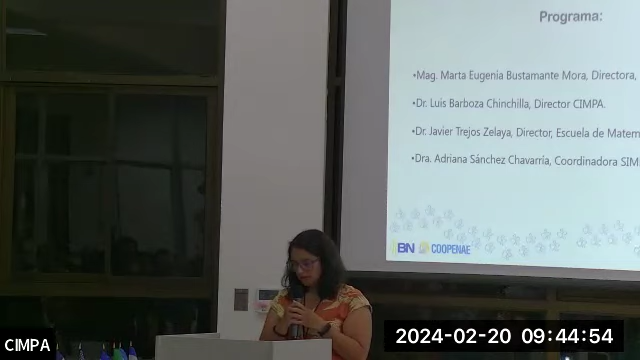 Programa:
•Mag. Marta Eugenia Bustamante Mora, Directora,
•Dr. Luis Barboza Chinchilla, Director CIMPA.
•Dr. Javier Trejos Zelaya, Director, Escuela de Matem
•Dra. Adriana Sánchez Chavarría, Coordinadora SIM
BN COOPENAE
CIMPA
2024-02-20 09:44:54